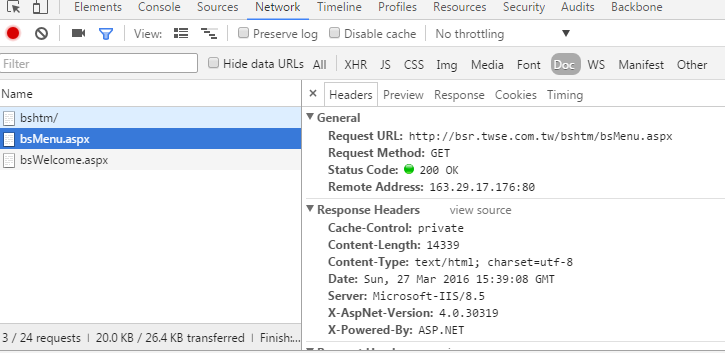 Elements Console Sources Network Timeline Profiles Resources Security Audits Backbone
View: Preserve log Disable cache No throttling
Filter Hide data URLs All XHR JS CSS Img Media Font Doc WS Manifest Other
Name
bshtm/
bsMenu.aspx
bsWelcome.aspx
3 / 24 requests | 20.0 KB / 26.4 KB transferred | Finish:...
× Headers Preview Response Cookies Timing
General
Request URL: http://bsr.twse.com.tw/bshtm/bsMenu.aspx
Request Method: GET
Status Code: 200 OK
Remote Address: 163.29.17.176:80
Response Headers view source
Cache-Control: private
Content-Length: 14339
Content-Type: text/html; charset=utf-8
Date: Sun, 27 Mar 2016 15:39:08 GMT
Server: Microsoft-IIS/8.5
X-AspNet-Version: 4.0.30319
X-Powered-By: ASP.NET